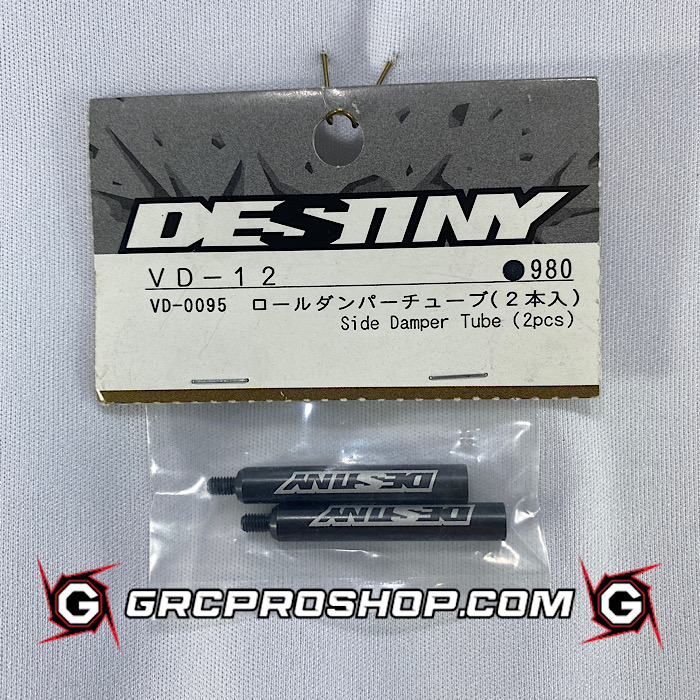 DESTINY
VD-12 ●980
VD-0095 ロールダンパーチューブ(2本入)
Side Damper Tube (2pcs)
DESTINY
DESTINY
G GRCPROSHOP.COM G